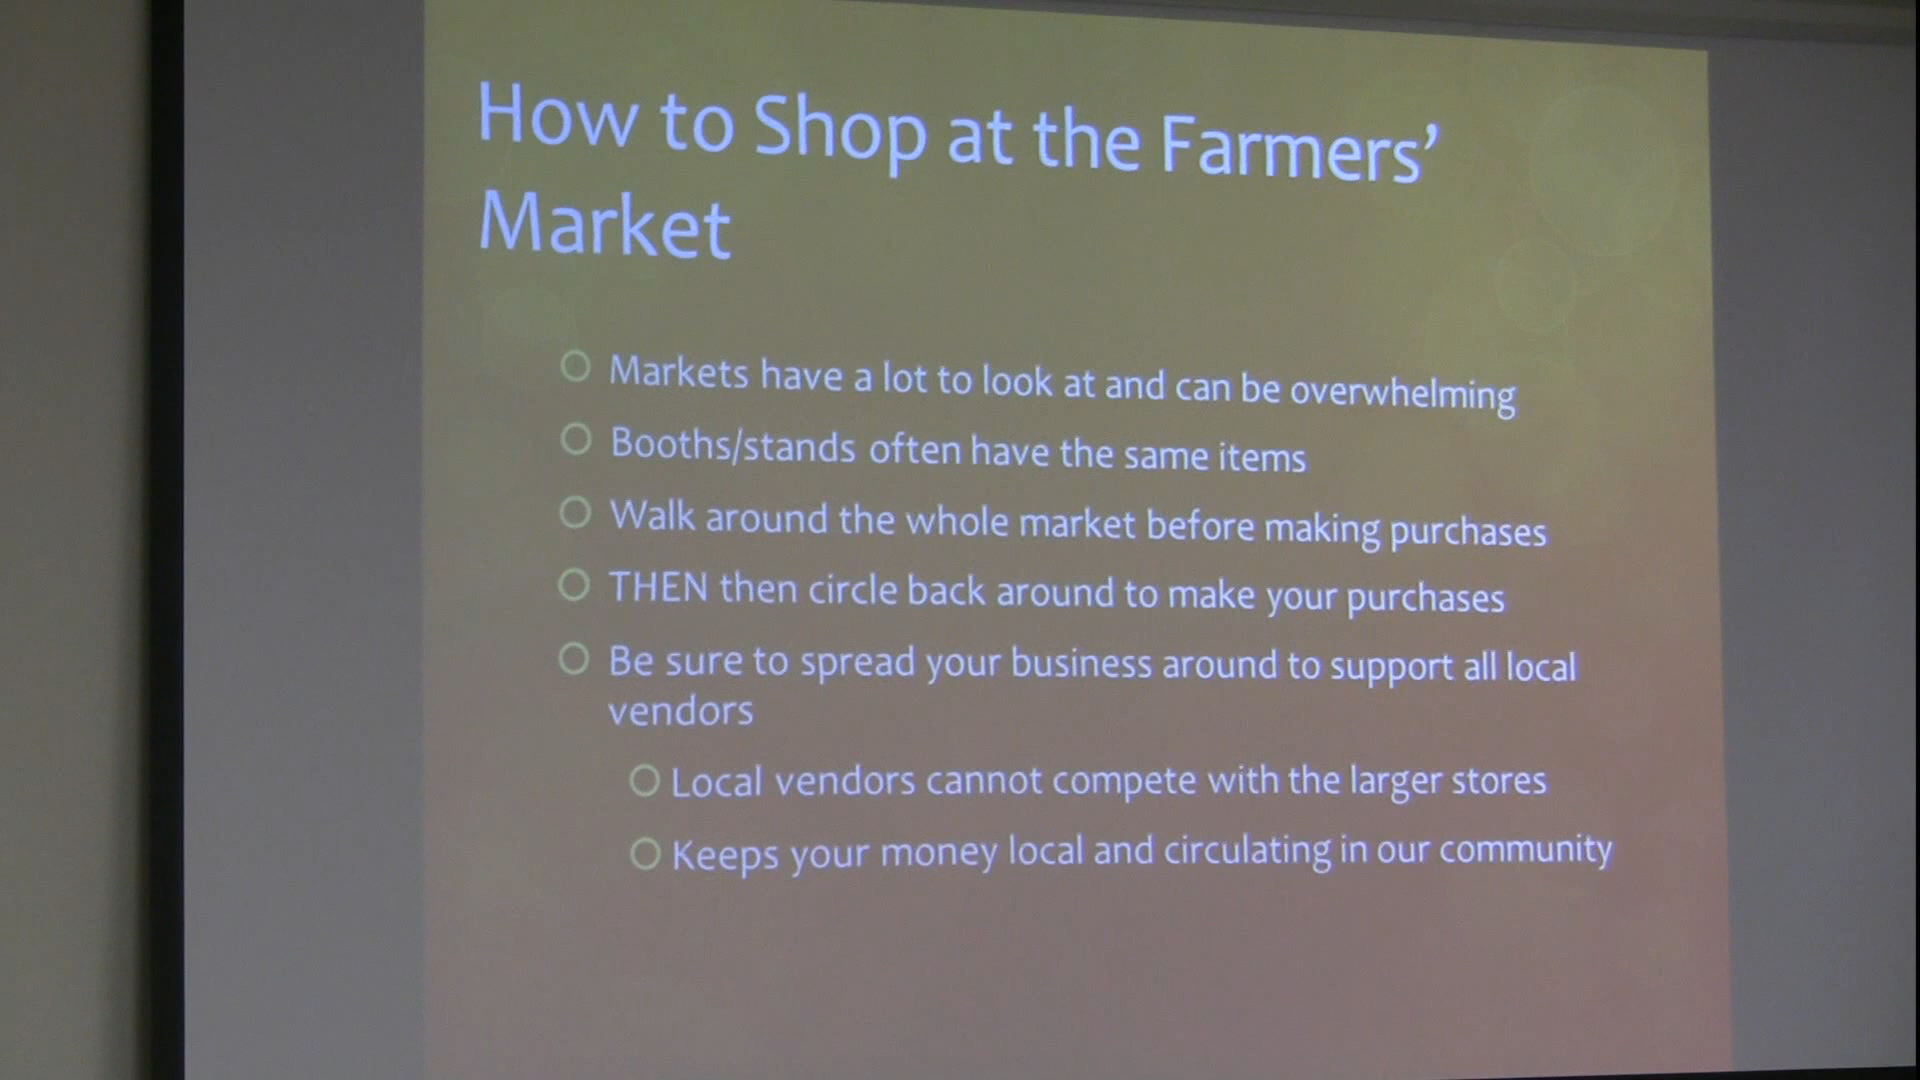 How to Shop at the Farmers’
Market
Markets have a lot to look at and can be overwhelming
Booths/stands often have the same items
Walk around the whole market before making purchases
THEN then circle back around to make your purchases
Be sure to spread your business around to support all local
vendors
Local vendors cannot compete with the larger stores
Keeps your money local and circulating in our community